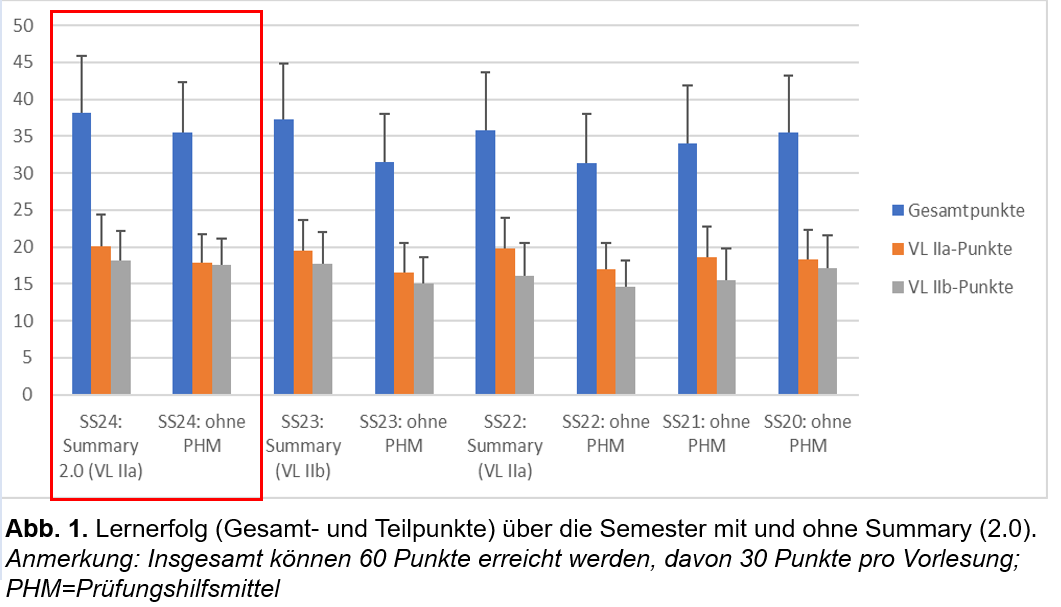 50
45
40
35
30
25
20
15
10
5
0
SS24: Summary 2.0 (VL IIa)
SS24: ohne PHM
SS23: Summary (VL IIb)
SS23: ohne PHM
SS22: Summary (VL IIa)
SS22: ohne PHM
SS21: ohne PHM
SS20: ohne PHM
Gesamtpunkte
VL IIa-Punkte
VL IIb-Punkte
Abb. 1. Lernerfolg (Gesamt- und Teilpunkte) über die Semester mit und ohne Summary (2.0).
Anmerkung: Insgesamt können 60 Punkte erreicht werden, davon 30 Punkte pro Vorlesung;
PHM=Prüfungshilfsmittel